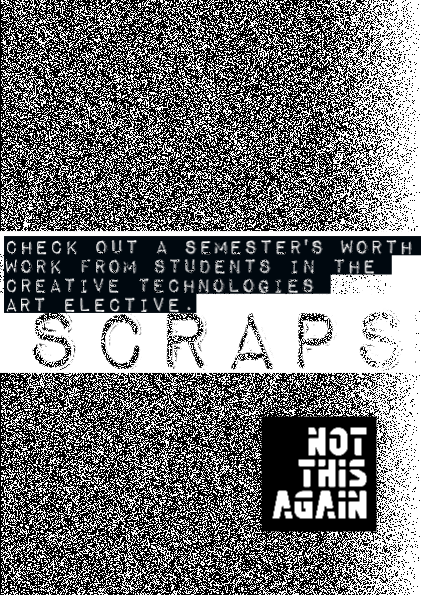 CHECK OUT A SEMESTER'S WORTH
WORK FROM STUDENTS IN THE
CREATIVE TECHNOLOGIES
ART ELECTIVE.
SCRAPS
NOT
THIS
AGAIN